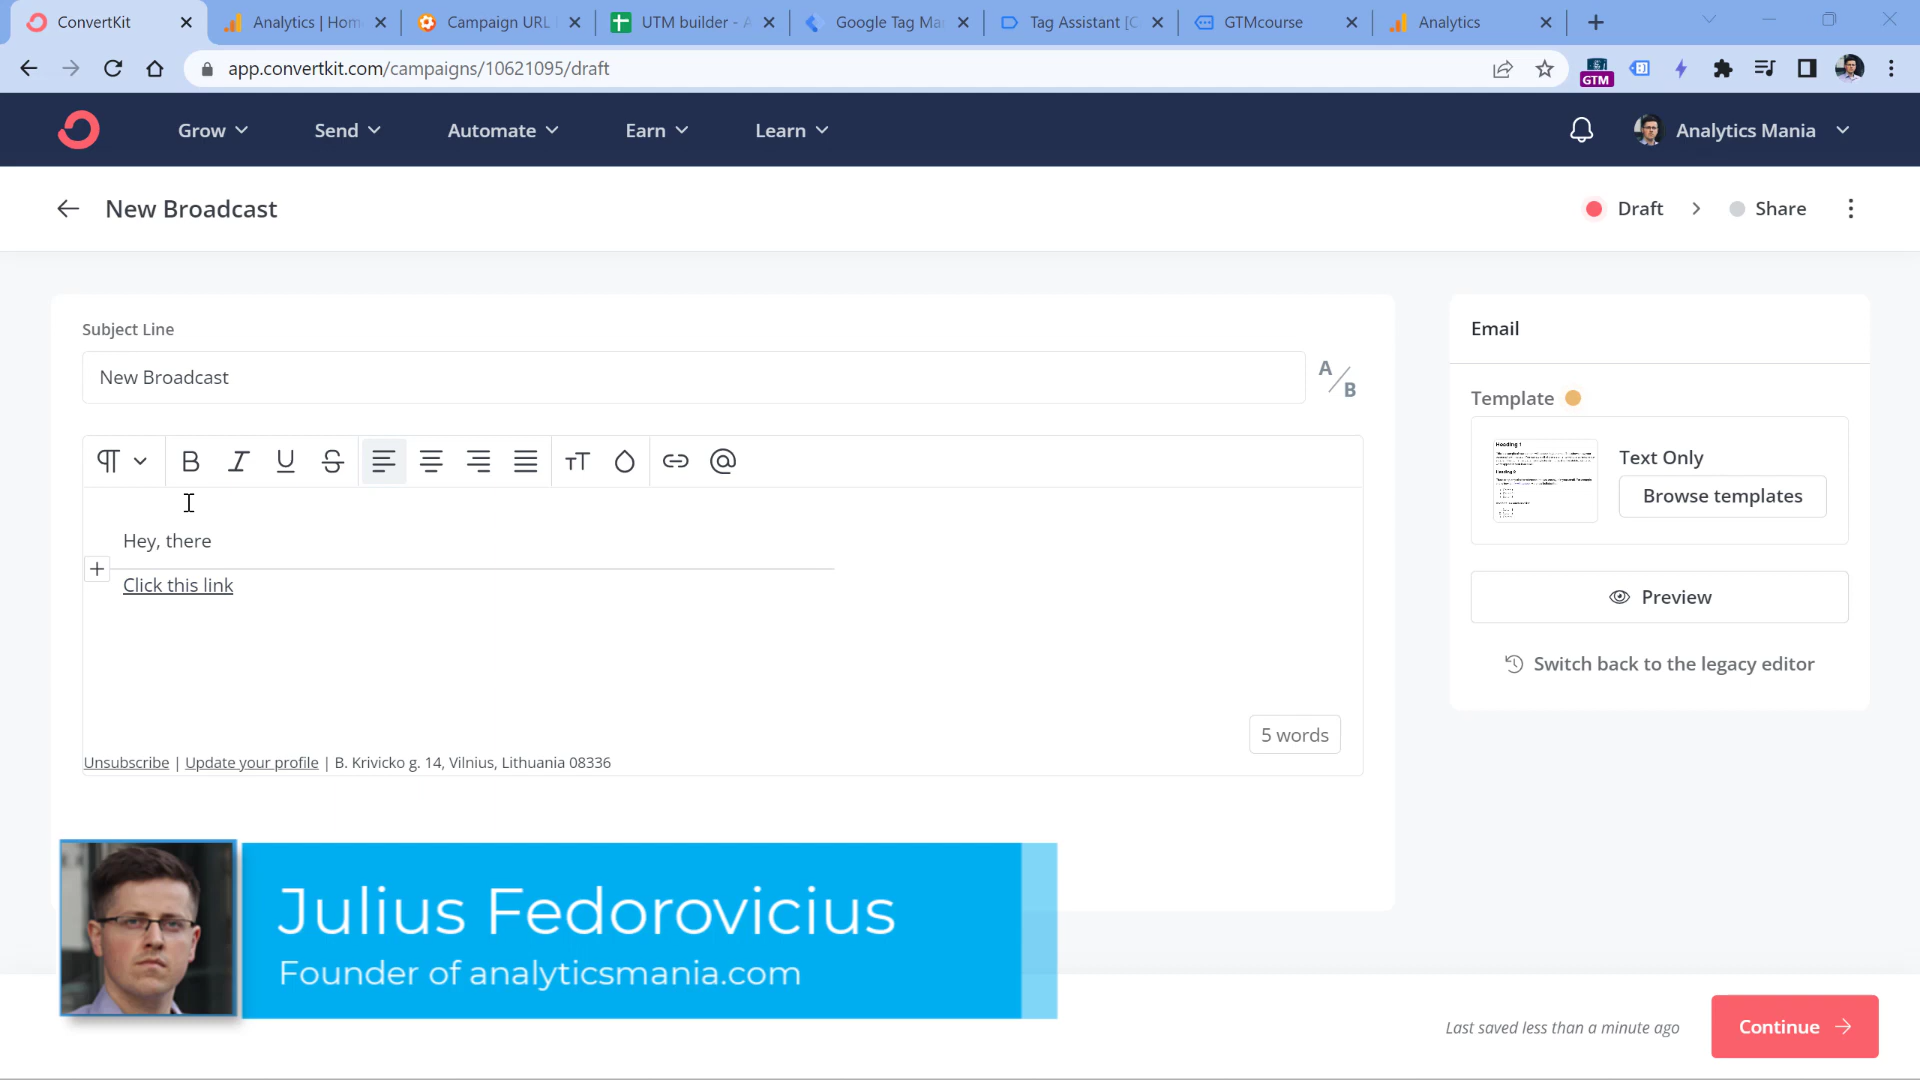 ConvertKit
Analytics | Hom
Campaign URL
UTM builder - A
Google Tag Ma
Tag Assistant [C
GTMcourse
Analytics
app.convertkit.com/campaigns/10621095/draft
GTM
Grow
Send
Automate
Earn
Learn
Analytics Mania
New Broadcast
Draft
Share
Subject Line
New Broadcast
A/B
Email
Template
Heading 1
Text Only
Browse templates
Hey, there
Click this link
Preview
Switch back to the legacy editor
5 words
Unsubscribe | Update your profile | B. Krivicko g. 14, Vilnius, Lithuania 08336
Julius Fedorovicius
Founder of analyticsmania.com
Last saved less than a minute ago
Continue